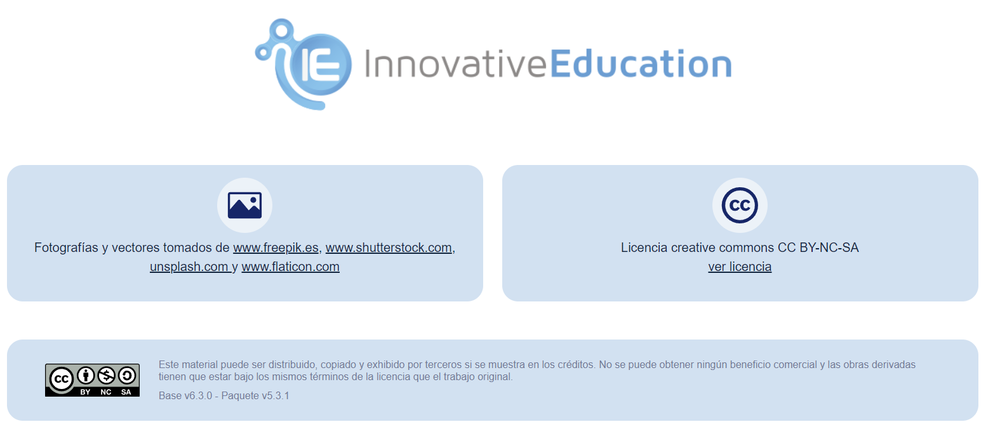 IE InnovativeEducation
Fotografías y vectores tomados de www.freepik.es, www.shutterstock.com,
unsplash.com y www.flaticon.com
cc
Licencia creative commons CC BY-NC-SA
ver licencia
cc
BY NC SA
Este material puede ser distribuido, copiado y exhibido por terceros si se muestra en los créditos. No se puede obtener ningún beneficio comercial y las obras derivadas
tienen que estar bajo los mismos términos de la licencia que el trabajo original.
Base v6.3.0 - Paquete v5.3.1